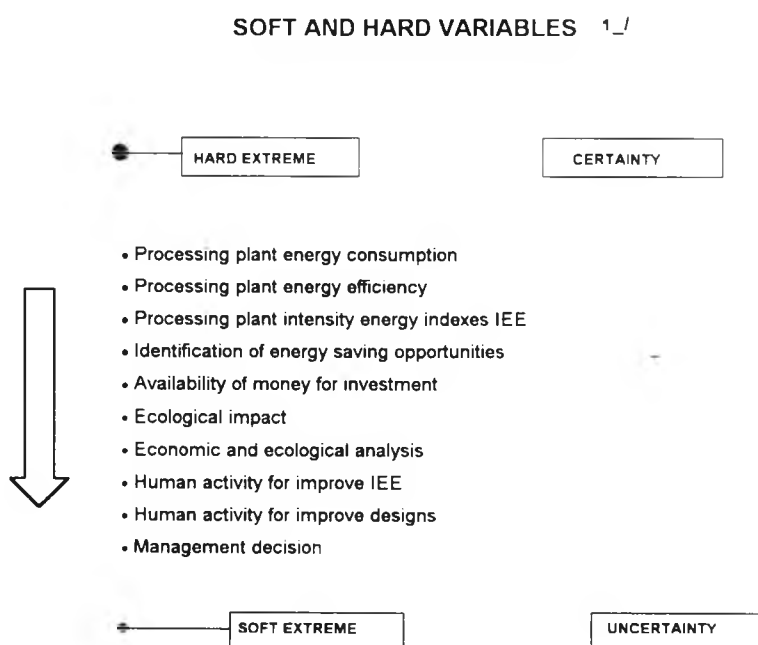 SOFT AND HARD VARIABLES 1_/
HARD EXTREME CERTAINTY
• Processing plant energy consumption
• Processing plant energy efficiency
• Processing plant intensity energy indexes IEE
• Identification of energy saving opportunities
• Availability of money for investment
• Ecological impact
• Economic and ecological analysis
• Human activity for improve IEE
• Human activity for improve designs
• Management decision
SOFT EXTREME UNCERTAINTY